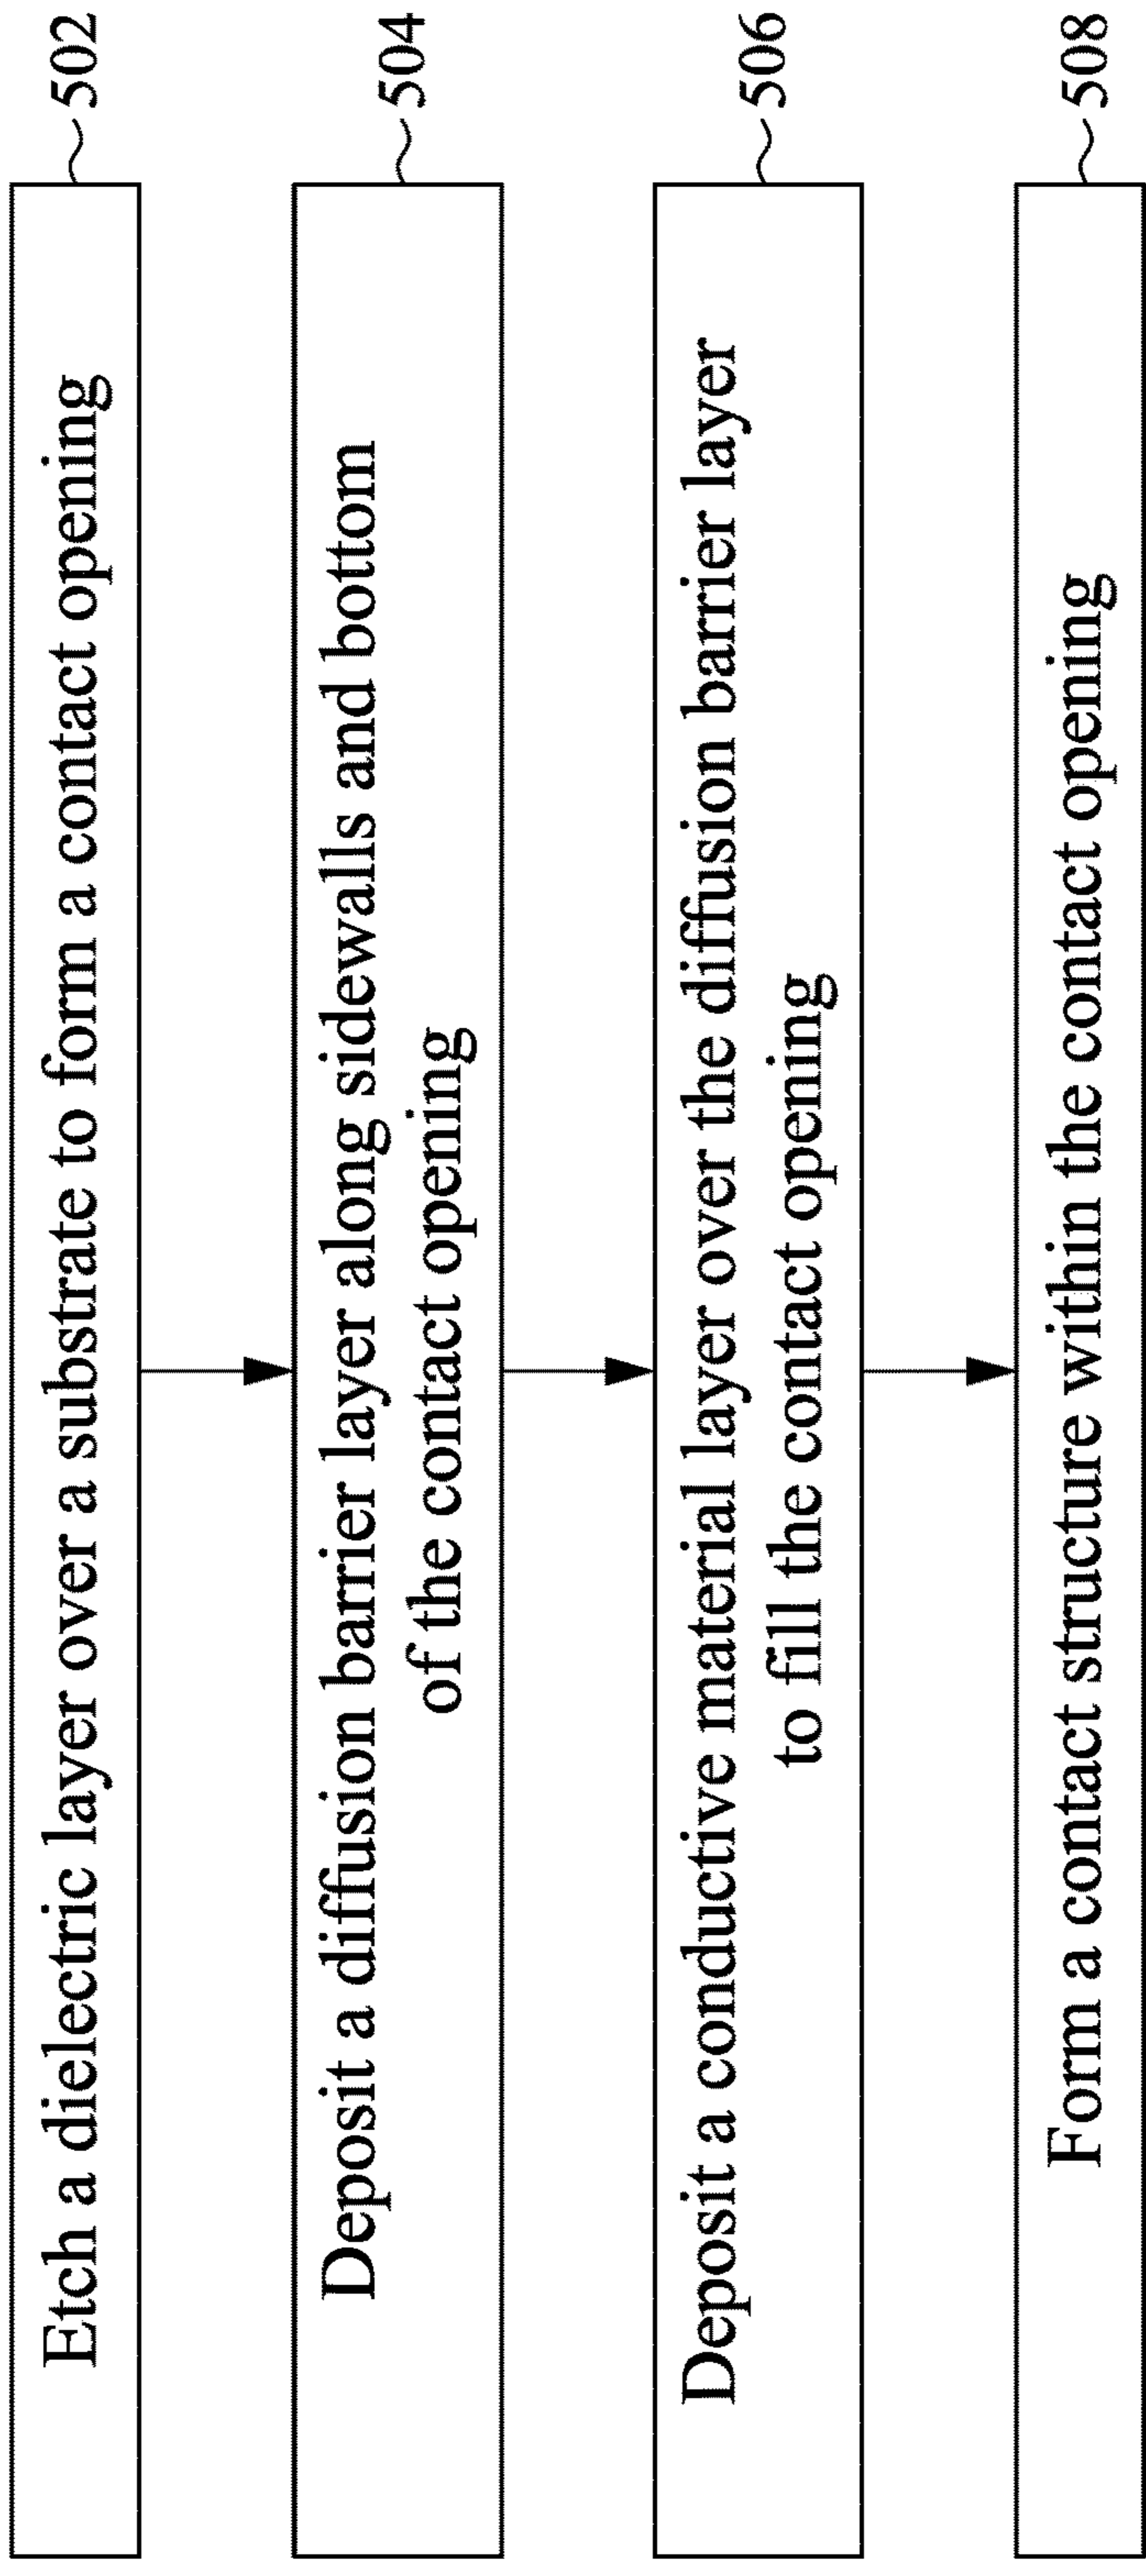 Etch a dielectric layer over a substrate to form a contact opening
502
Deposit a diffusion barrier layer along sidewalls and bottom
of the contact opening
504
Deposit a conductive material layer over the diffusion barrier layer
to fill the contact opening
506
Form a contact structure within the contact opening
508